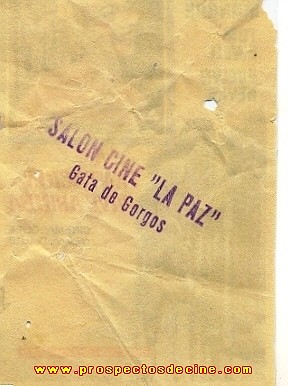 SALON CINE "LA PAZ"
Gata de Gorgos
www.prospectosdecine.com